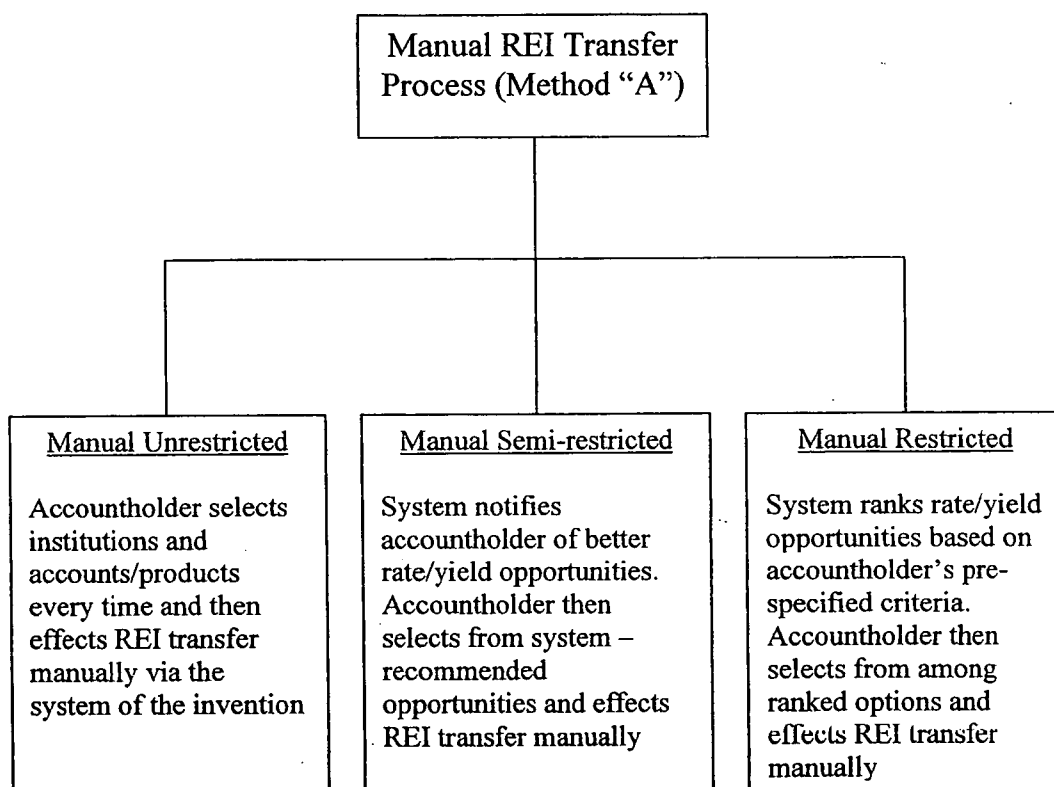 Manual REI Transfer
Process (Method “A”)
Manual Unrestricted
Accountholder selects
institutions and
accounts/products
every time and then
effects REI transfer
manually via the
system of the invention
Manual Semi-restricted
System notifies
accountholder of better
rate/yield opportunities.
Accountholder then
selects from system –
recommended
opportunities and effects
REI transfer manually
Manual Restricted
System ranks rate/yield
opportunities based on
accountholder’s pre-
specified criteria.
Accountholder then
selects from among
ranked options and
effects REI transfer
manually